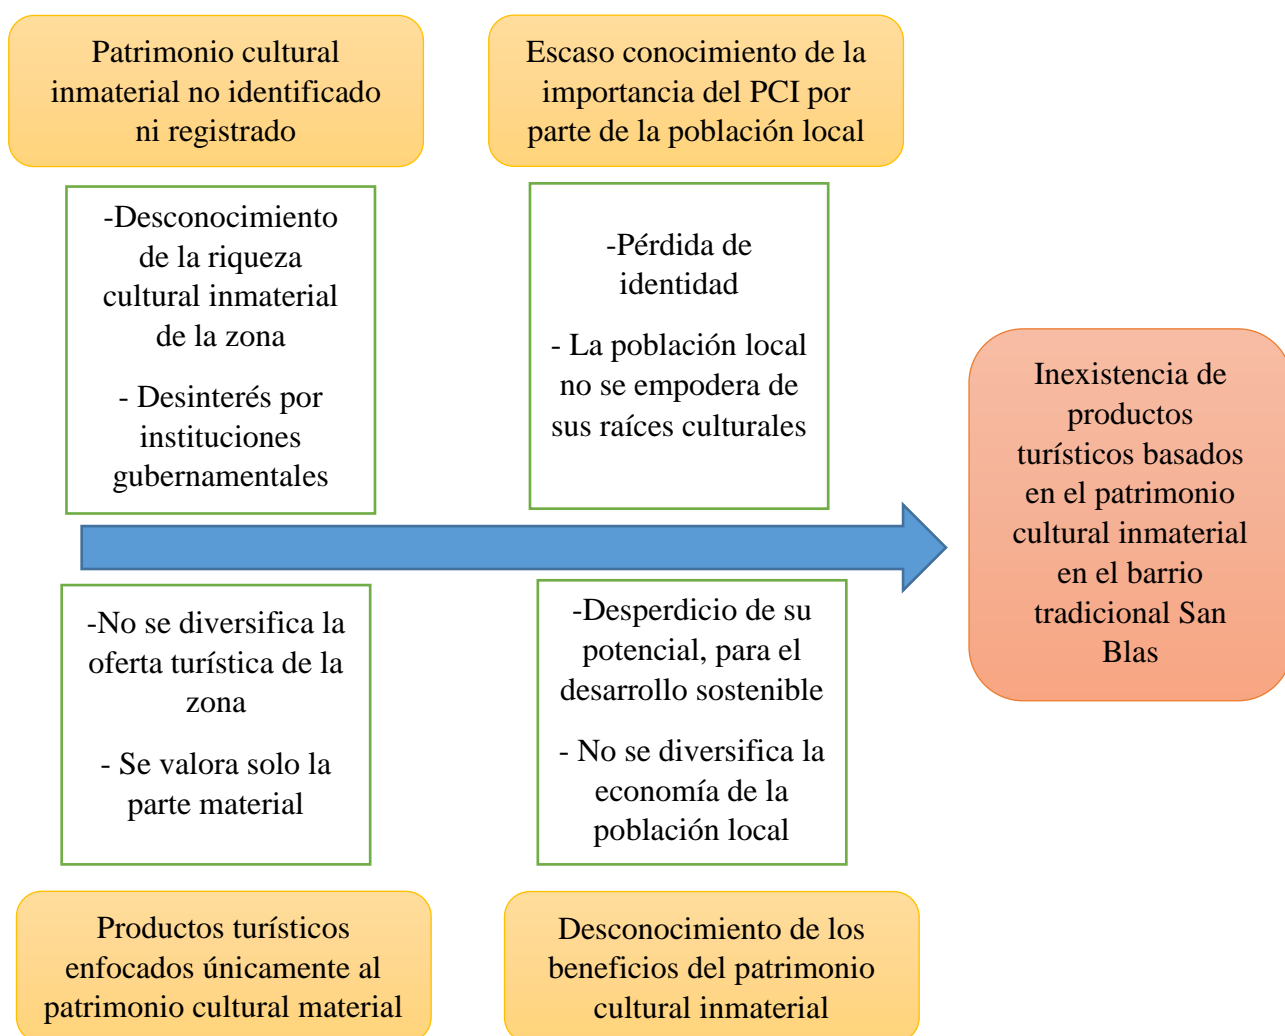 Patrimonio cultural
inmaterial no identificado
ni registrado
Escaso conocimiento de la
importancia del PCI por
parte de la población local
-Desconocimiento
de la riqueza
cultural inmaterial
de la zona
- Desinterés por
instituciones
gubernamentales
-Pérdida de
identidad
- La población local
no se empodera de
sus raíces culturales
Inexistencia de
productos
turísticos basados
en el patrimonio
cultural inmaterial
en el barrio
tradicional San
Blas
-No se diversifica la
oferta turística de la
zona
- Se valora solo la
parte material
-Desperdicio de su
potencial, para el
desarrollo sostenible
- No se diversifica la
economía de la
población local
Productos turísticos
enfocados únicamente al
patrimonio cultural material
Desconocimiento de los
beneficios del patrimonio
cultural inmaterial